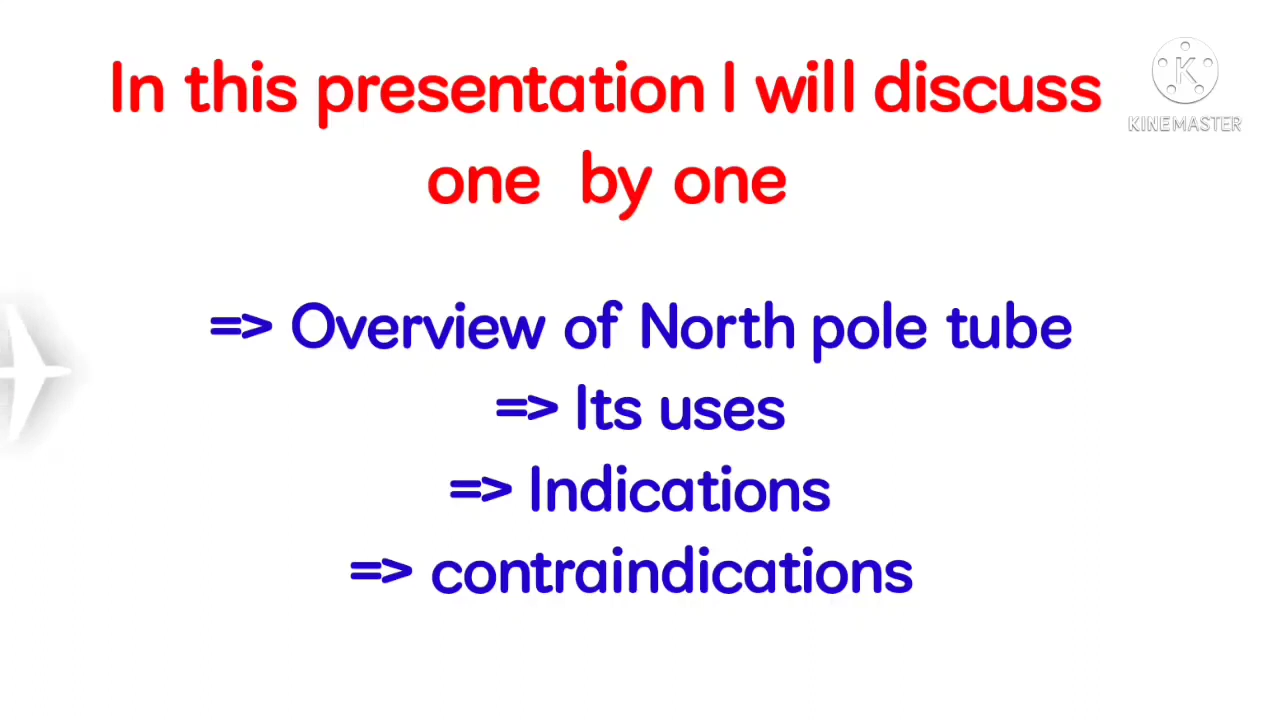 In this presentation I will discuss
one by one
K
KINEMASTER
=> Overview of North pole tube
=> Its uses
=> Indications
=> contraindications